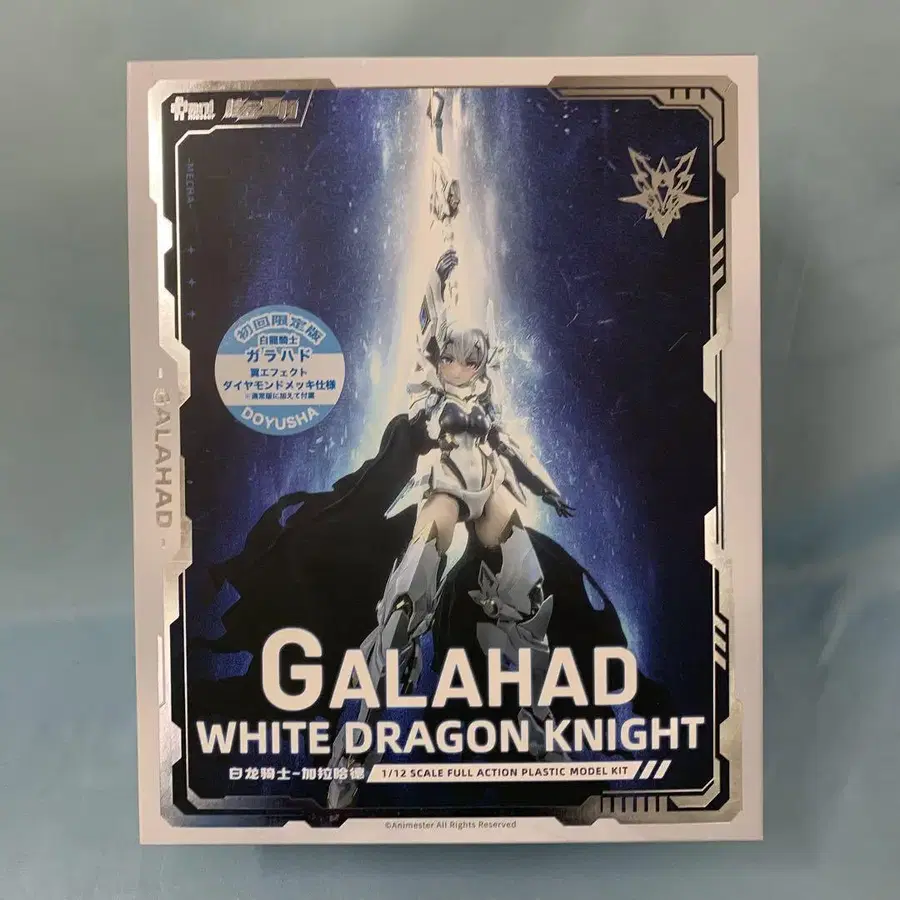 -MECHA-
- GALAHAD -
初回限定版
白龍騎士
ガラハド
翼エフェクト
ダイヤモンドメッキ仕様
※通常版に加えて付属
DOYUSHA
GALAHAD
WHITE DRAGON KNIGHT
白龙骑士-加拉哈德
1/12 SCALE FULL ACTION PLASTIC MODEL KIT
©Animester All Rights Reserved